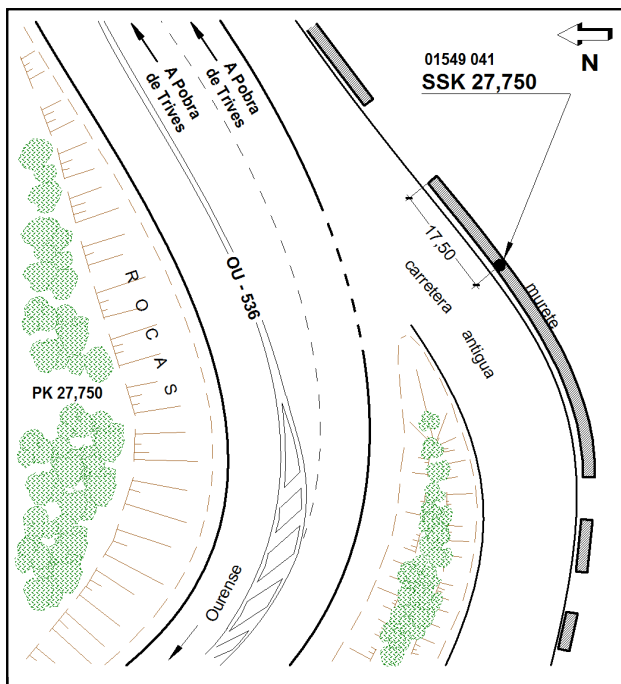 A Pobra
de Trives
A Pobra
de Trives
N
01549 041
SSK 27,750
17,50
murete
carretera
antigua
OU - 536
ROCAS
PK 27,750
Ourense